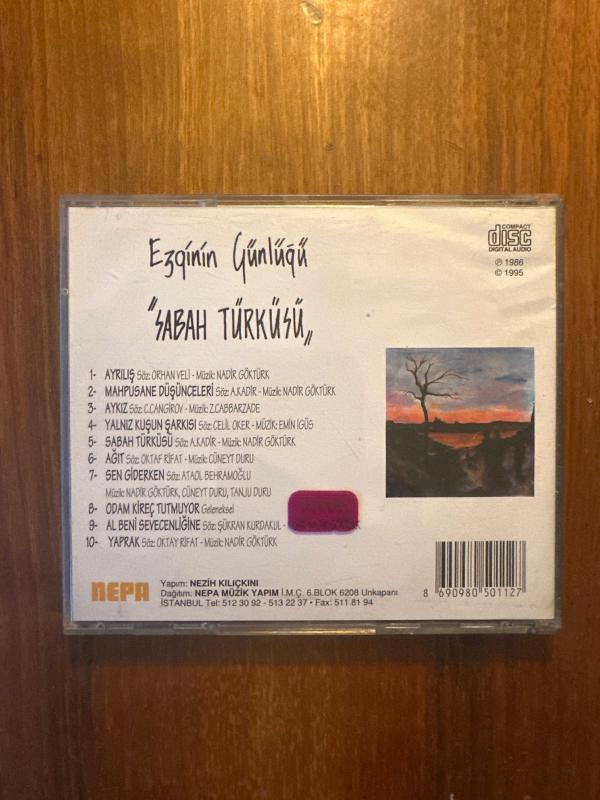 Ezginin Günlüğü
"SABAH TÜRKÜSÜ"
COMPACT
disc
DIGITAL AUDIO
℗ 1986
© 1995
1- AYRILIŞ Söz: ORHAN VELİ - Müzik: NADİR GÖKTÜRK
2- MAHPUSANE DÜŞÜNCELERİ Söz: A.KADİR - Müzik: NADİR GÖKTÜRK
3- AYKIZ Söz: C.CANGİROV - Müzik: Z.CABBARZADE
4- YALNIZ KUŞUN ŞARKISI Söz: CELİL OKER - MÜZİK: EMİN İGÜS
5- SABAH TÜRKÜSÜ Söz: A.KADİR - Müzik: NADİR GÖKTÜRK
6- AĞIT Söz: OKTAF RİFAT - Müzik: CÜNEYT DURU
7- SEN GİDERKEN Söz: ATAOL BEHRAMOĞLU
Müzik: NADİR GÖKTÜRK, CÜNEYT DURU, TANJU DURU
8- ODAM KİREÇ TUTMUYOR Geleneksel
9- AL BENİ SEVECENLİĞİNE Söz: ŞÜKRAN KURDAKUL -
10- YAPRAK Söz: OKTAY RİFAT - Müzik: NADİR GÖKTÜRK
NEPA
Yapım: NEZİH KILIÇKINI
Dağıtım: NEPA MÜZİK YAPIM İ.M.Ç. 6.BLOK 6208 Unkapanı
İSTANBUL Tel: 512 30 92 - 513 22 37 • Fax: 511 81 94
8 690980 501127